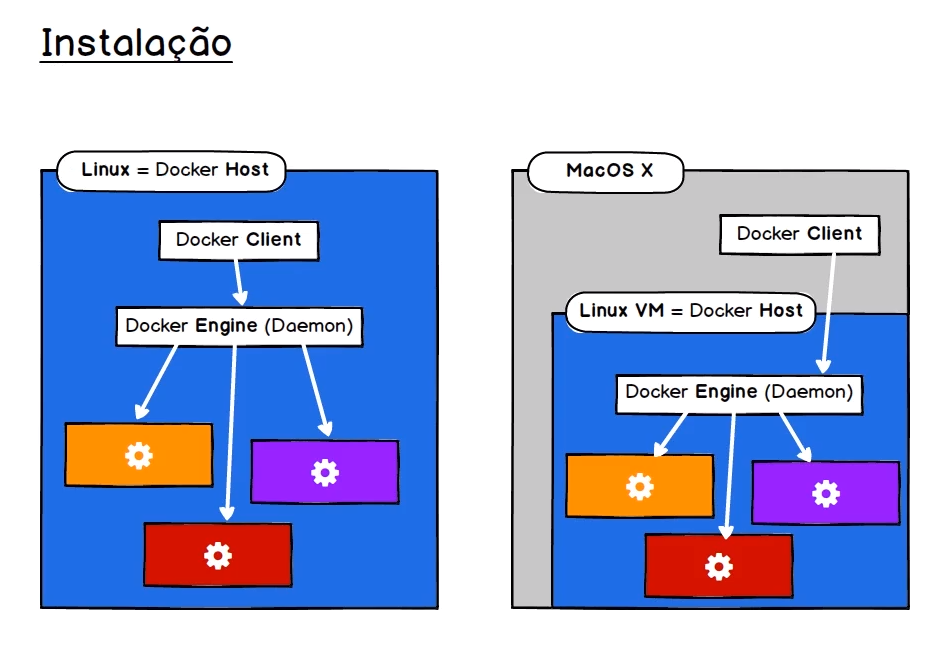 Instalação
Linux = Docker Host
Docker Client
Docker Engine (Daemon)
MacOS X
Docker Client
Linux VM = Docker Host
Docker Engine (Daemon)